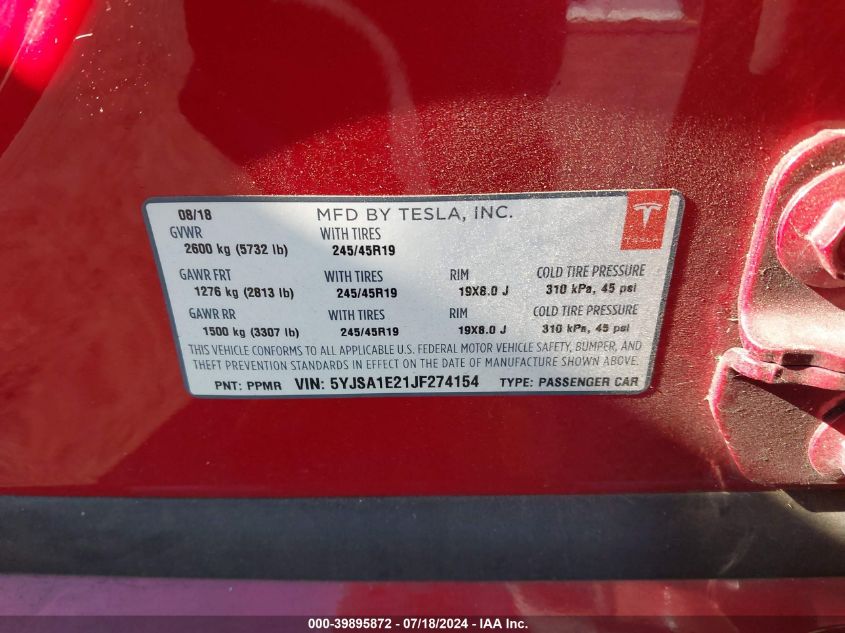 08/18 MFD BY TESLA, INC.
GVWR WITH TIRES
2600 kg (5732 lb) 245/45R19
TESLA
GAWR FRT WITH TIRES RIM COLD TIRE PRESSURE
1276 kg (2813 lb) 245/45R19 19X8.0 J 310 kPa, 45 psi
GAWR RR WITH TIRES RIM COLD TIRE PRESSURE
1500 kg (3307 lb) 245/45R19 19X8.0 J 310 kPa, 45 psi
THIS VEHICLE CONFORMS TO ALL APPLICABLE U.S. FEDERAL MOTOR VEHICLE SAFETY, BUMPER, AND
THEFT PREVENTION STANDARDS IN EFFECT ON THE DATE OF MANUFACTURE SHOWN ABOVE.
PNT: PPMR VIN: 5YJSA1E21JF274154 TYPE: PASSENGER CAR
000-39895872 - 07/18/2024 - IAA Inc.